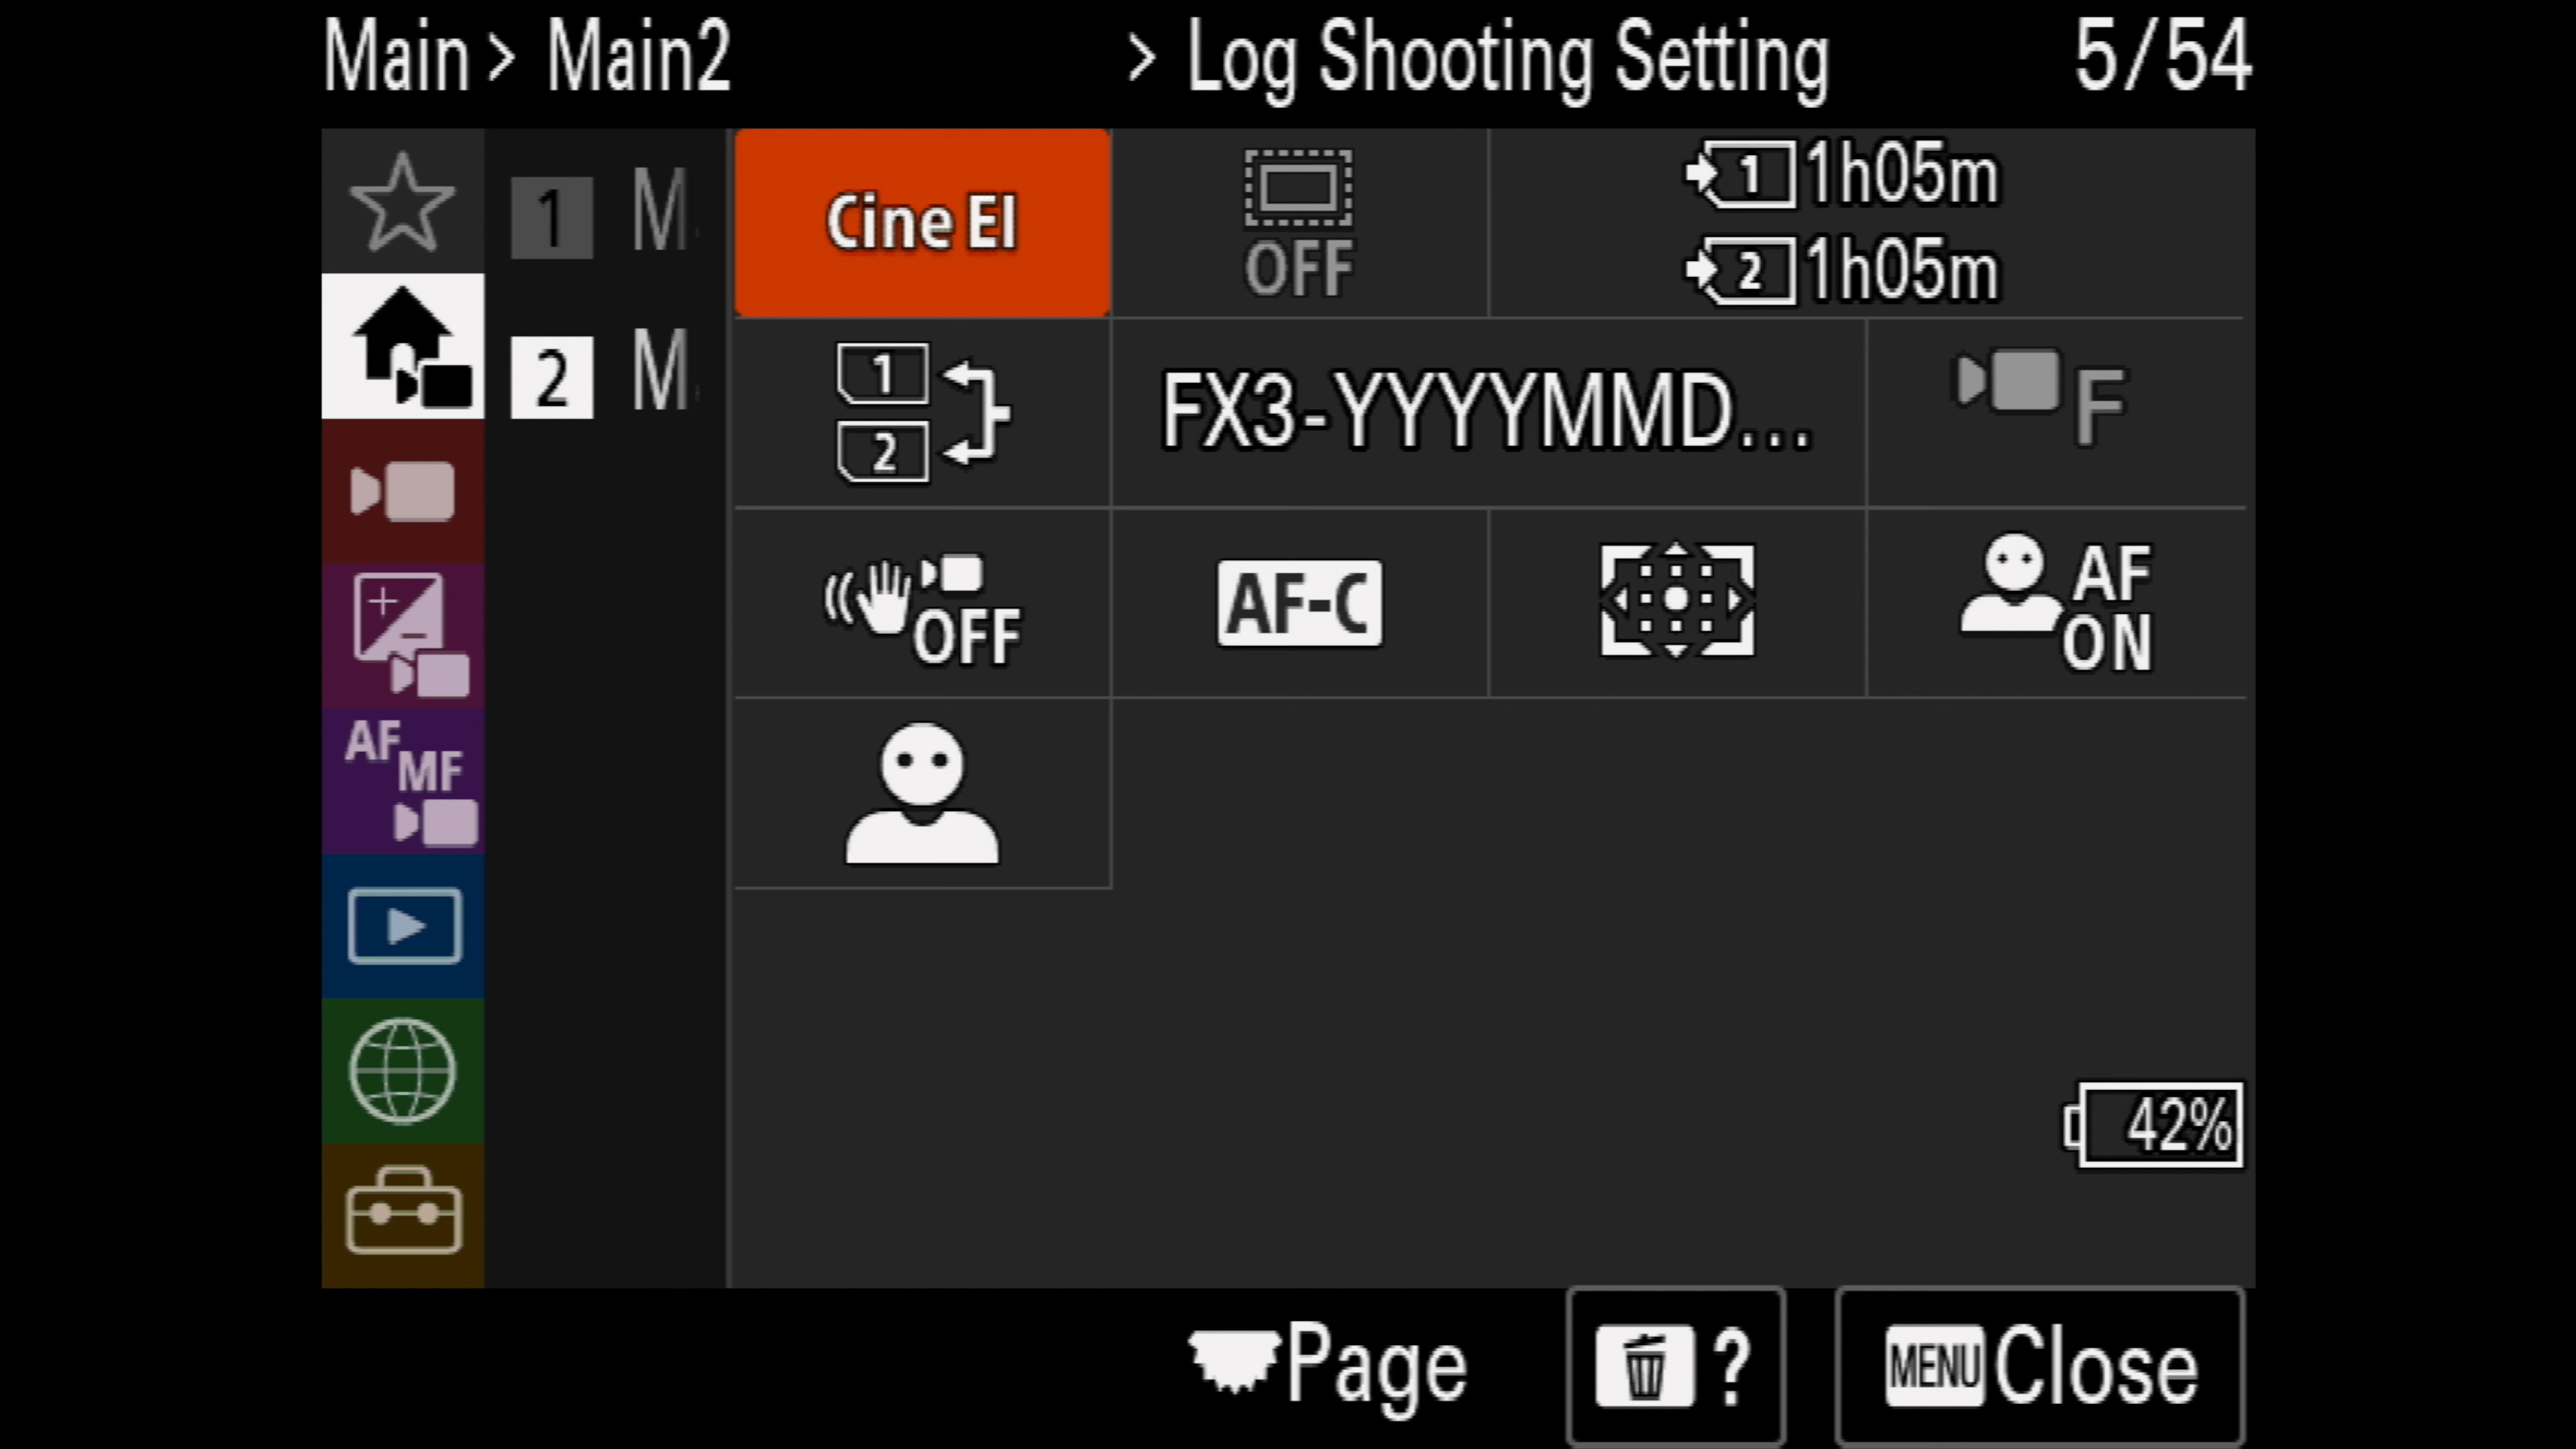 Main > Main2 > Log Shooting Setting 5/54
1 M
2 M
Cine EI
OFF
1 1h05m
2 1h05m
1
2
FX3-YYYYMMD...
F
OFF
AF-C
AF
ON
AF
MF
42%
Page
?
MENU Close